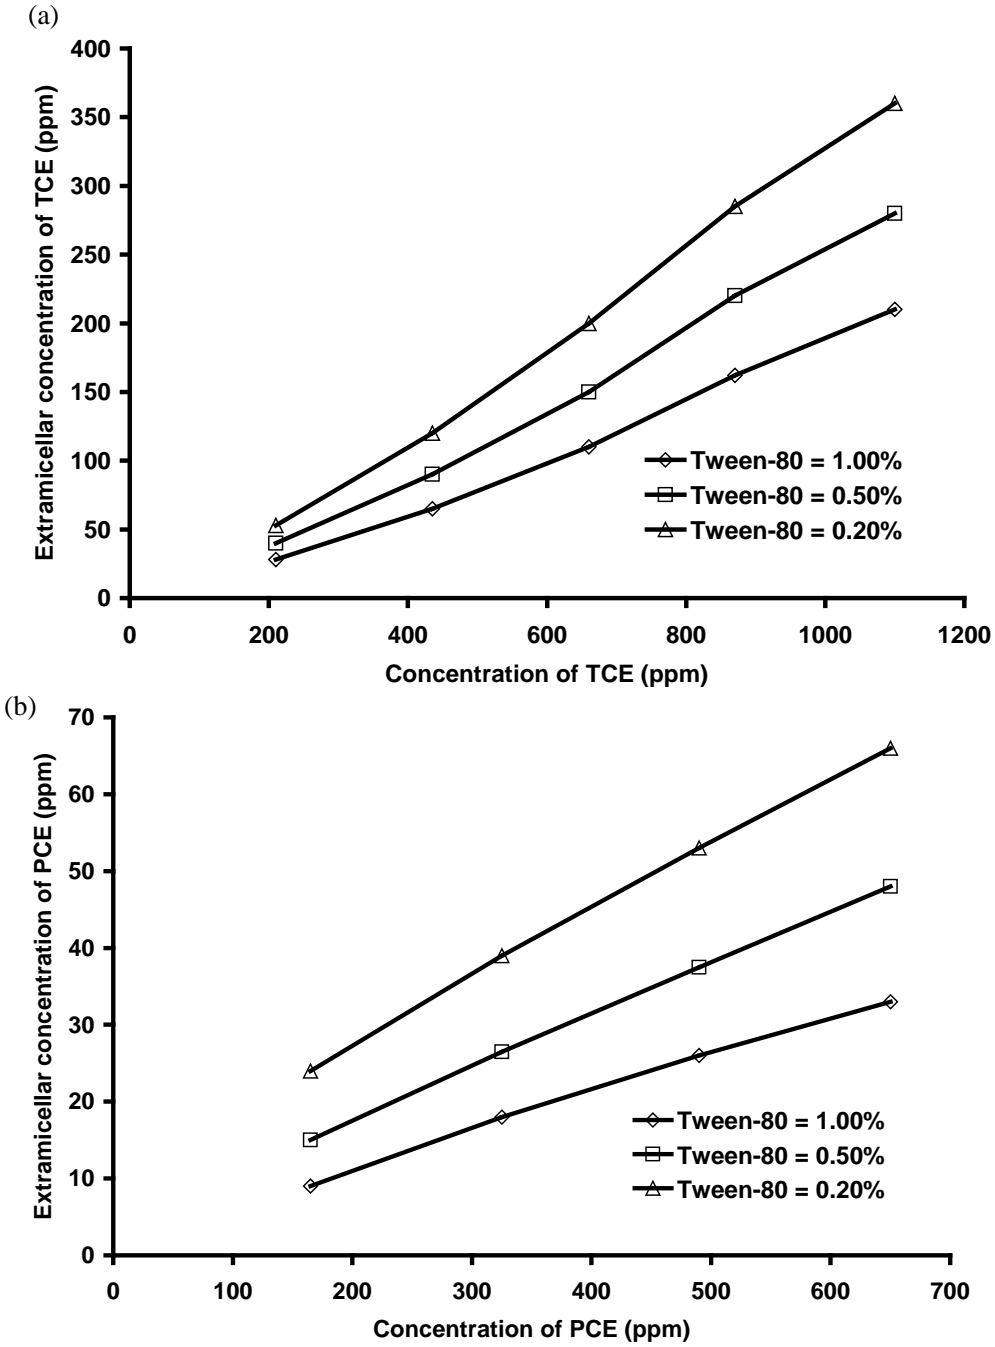 (a)
400
350
300
250
200
150
100
50
0
Extramicellar concentration of TCE (ppm)
Tween-80 = 1.00%
Tween-80 = 0.50%
Tween-80 = 0.20%
0 200 400 600 800 1000 1200
Concentration of TCE (ppm)
(b)
70
60
50
40
30
20
10
0
Extramicellar concentration of PCE (ppm)
Tween-80 = 1.00%
Tween-80 = 0.50%
Tween-80 = 0.20%
0 100 200 300 400 500 600 700
Concentration of PCE (ppm)